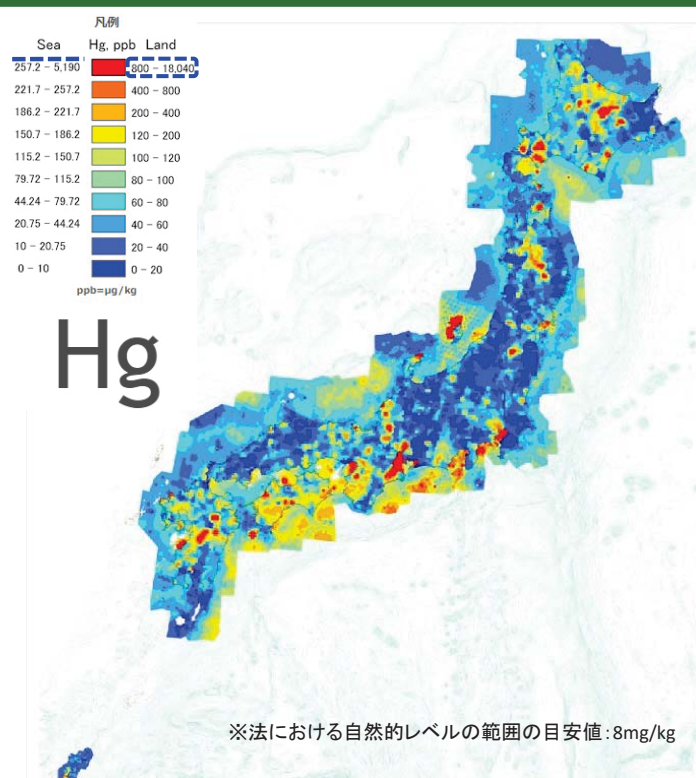 凡例
Sea Hg, ppb Land
257.2 − 5,190 800 − 18,040
221.7 − 257.2 400 − 800
186.2 − 221.7 200 − 400
150.7 − 186.2 120 − 200
115.2 − 150.7 100 − 120
79.72 − 115.2 80 − 100
44.24 − 79.72 60 − 80
20.75 − 44.24 40 − 60
10 − 20.75 20 − 40
0 − 10 0 − 20
ppb=μg/kg
Hg
※法における自然的レベルの範囲の目安値:8mg/kg